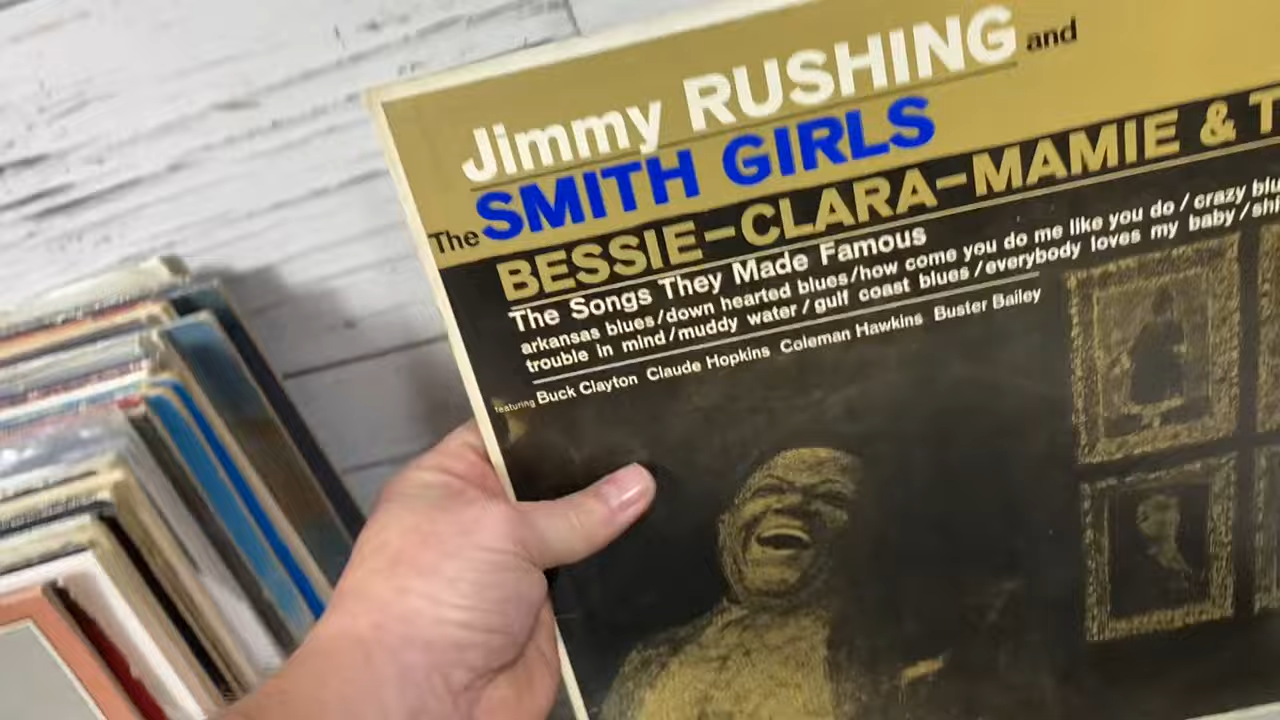 Jimmy RUSHING and
The SMITH GIRLS
BESSIE-CLARA-MAMIE & T
The Songs They Made Famous
arkansas blues/down hearted blues/how come you do me like you do/crazy blu
trouble in mind/muddy water/gulf coast blues/everybody loves my baby/sh
featuring Buck Clayton Claude Hopkins Coleman Hawkins Buster Bailey